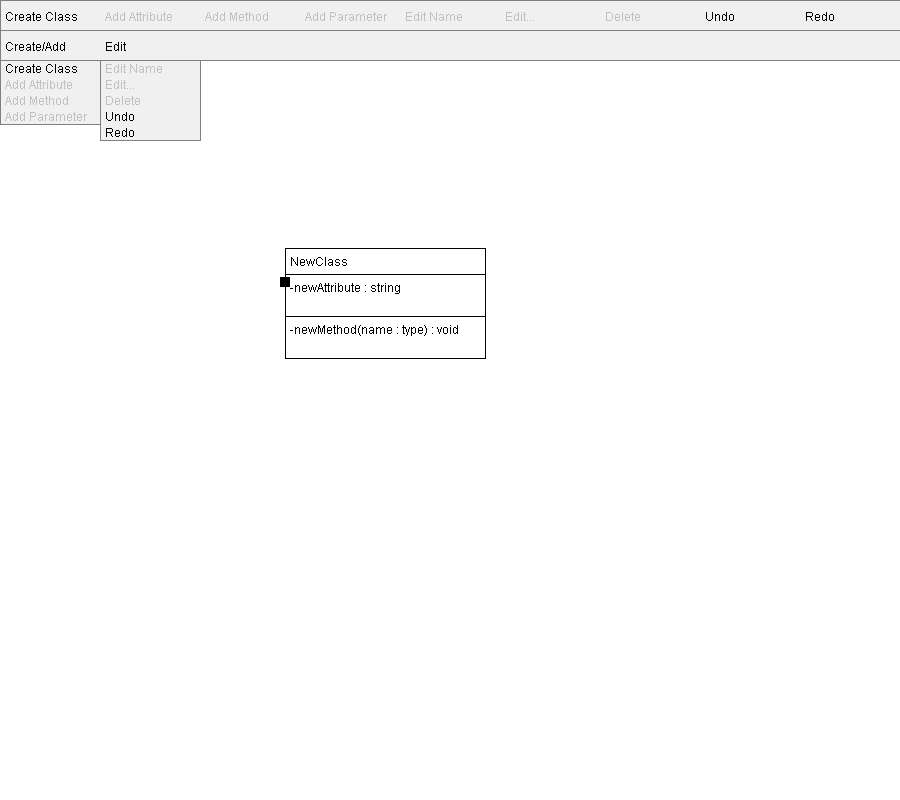 Create Class Add Attribute Add Method Add Parameter Edit Name Edit... Delete Undo Redo
Create/Add Edit
Create Class Edit Name
Add Attribute Edit...
Add Method Delete
Add Parameter Undo
Redo
NewClass
-newAttribute : string
-newMethod(name : type) : void